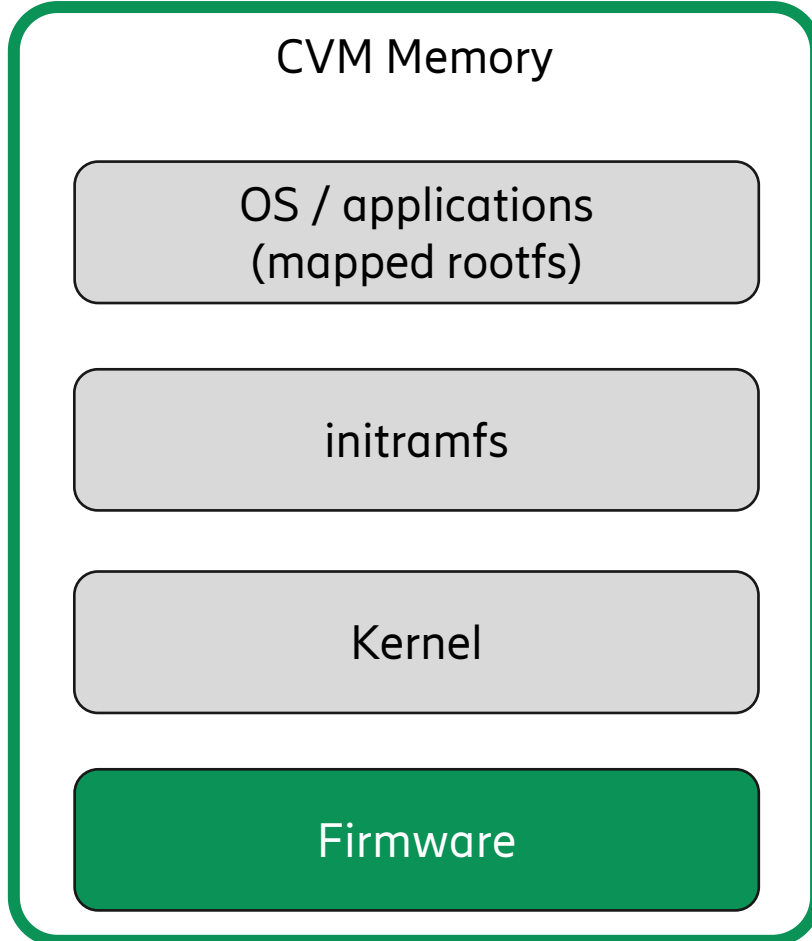 CVM Memory
OS / applications
(mapped rootfs)
initramfs
Kernel
Firmware